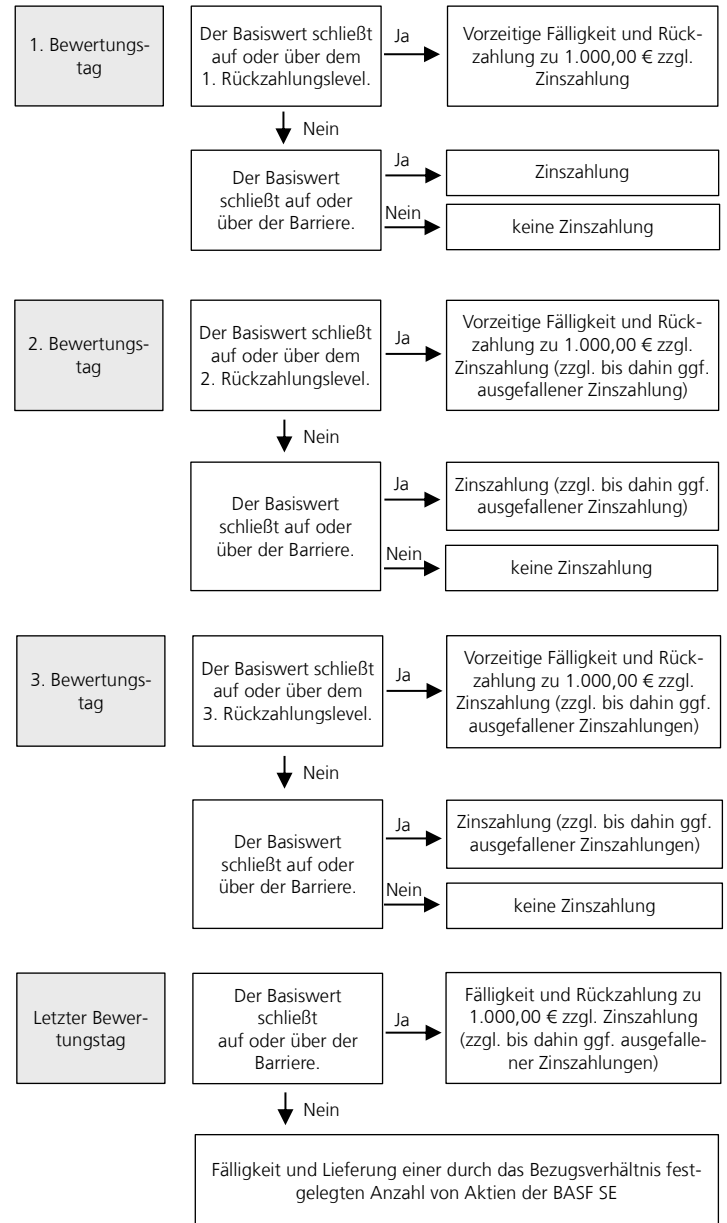 1. Bewertungs-
tag
Der Basiswert schließt
auf oder über dem
1. Rückzahlungslevel.
Ja
Vorzeitige Fälligkeit und Rück-
zahlung zu 1.000,00 € zzgl.
Zinszahlung
Nein
Der Basiswert
schließt auf oder
über der Barriere.
Ja
Zinszahlung
Nein
keine Zinszahlung
2. Bewertungs-
tag
Der Basiswert schließt
auf oder über dem
2. Rückzahlungslevel.
Ja
Vorzeitige Fälligkeit und Rück-
zahlung zu 1.000,00 € zzgl.
Zinszahlung (zzgl. bis dahin ggf.
ausgefallener Zinszahlung)
Nein
Der Basiswert
schließt auf oder
über der Barriere.
Ja
Zinszahlung (zzgl. bis dahin ggf.
ausgefallener Zinszahlung)
Nein
keine Zinszahlung
3. Bewertungs-
tag
Der Basiswert schließt
auf oder über dem
3. Rückzahlungslevel.
Ja
Vorzeitige Fälligkeit und Rück-
zahlung zu 1.000,00 € zzgl.
Zinszahlung (zzgl. bis dahin ggf.
ausgefallener Zinszahlungen)
Nein
Der Basiswert
schließt auf oder
über der Barriere.
Ja
Zinszahlung (zzgl. bis dahin ggf.
ausgefallener Zinszahlungen)
Nein
keine Zinszahlung
Letzter Bewer-
tungstag
Der Basiswert
schließt
auf oder über der
Barriere.
Ja
Fälligkeit und Rückzahlung zu
1.000,00 € zzgl. Zinszahlung
(zzgl. bis dahin ggf. ausgefalle-
ner Zinszahlungen)
Nein
Fälligkeit und Lieferung einer durch das Bezugsverhältnis fest-
gelegten Anzahl von Aktien der BASF SE